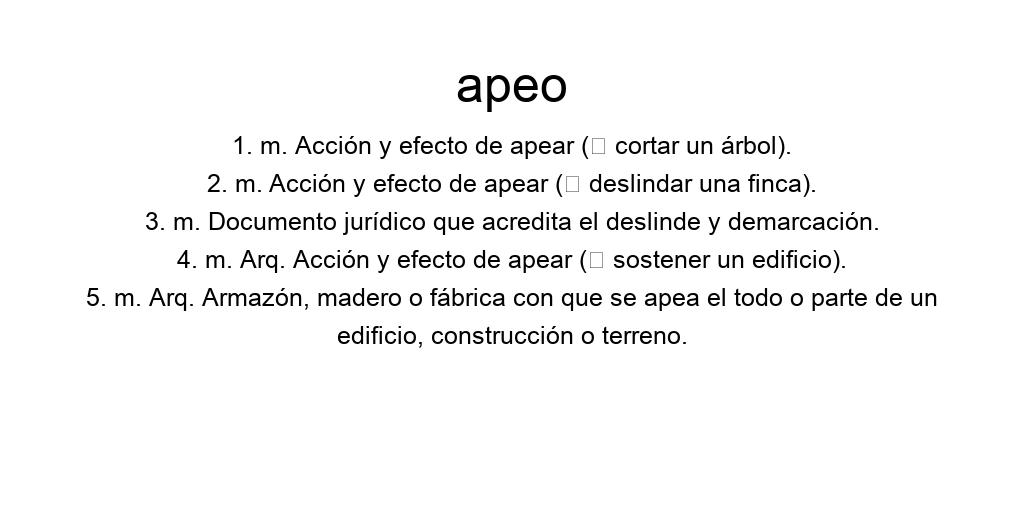 apeo
1. m. Acción y efecto de apear (▯ cortar un árbol).
2. m. Acción y efecto de apear (▯ deslindar una finca).
3. m. Documento jurídico que acredita el deslinde y demarcación.
4. m. Arq. Acción y efecto de apear (▯ sostener un edificio).
5. m. Arq. Armazón, madero o fábrica con que se apea el todo o parte de un
edificio, construcción o terreno.